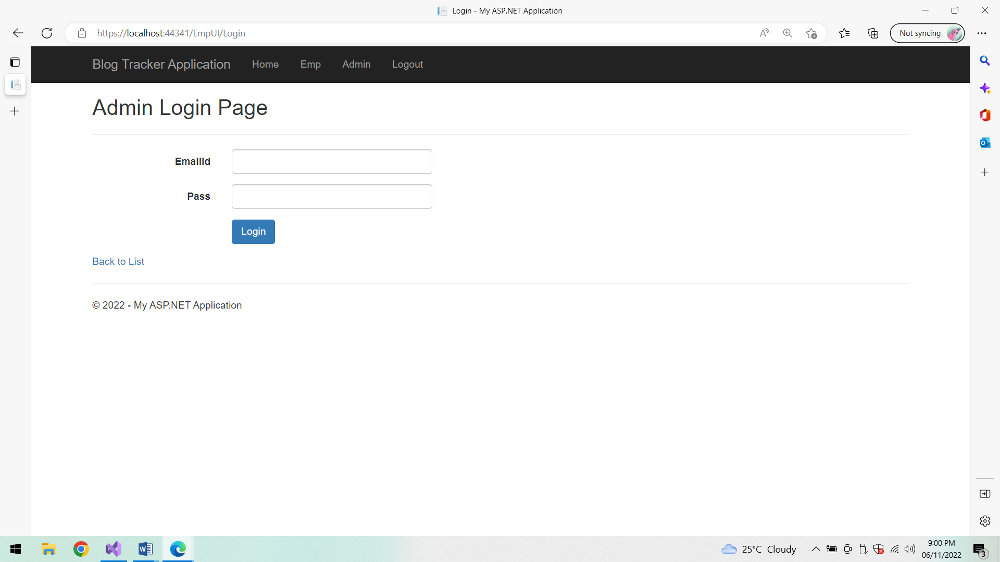 Login - My ASP.NET Application
https://localhost:44341/EmpUI/Login
Not syncing
Blog Tracker Application Home Emp Admin Logout
Admin Login Page
EmailId
Pass
Login
Back to List
© 2022 - My ASP.NET Application
25°C Cloudy
9:00 PM
06/11/2022
3